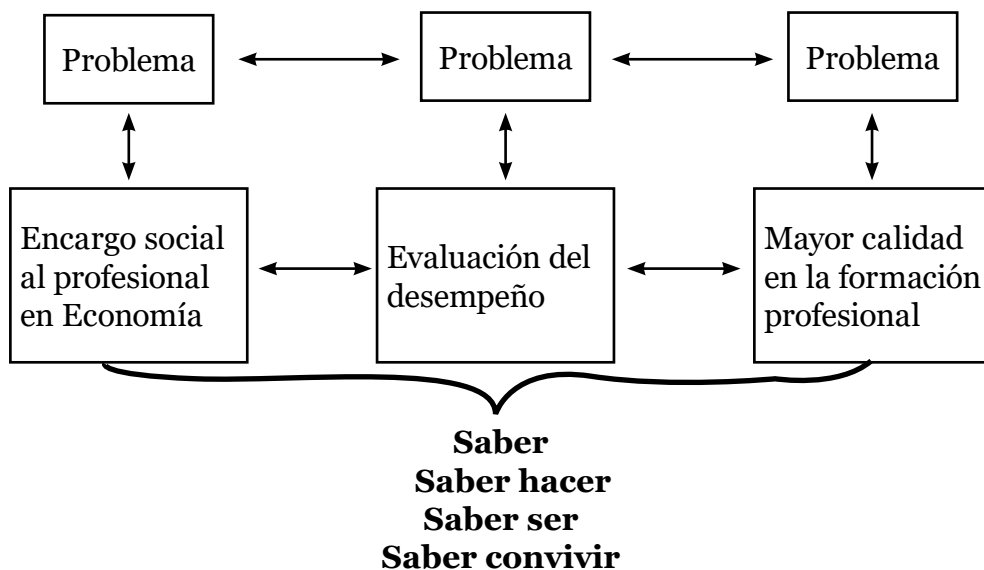 Problema
Problema
Problema
Encargo social
al profesional
en Economía
Evaluación del
desempeño
Mayor calidad
en la formación
profesional
Saber
Saber hacer
Saber ser
Saber convivir